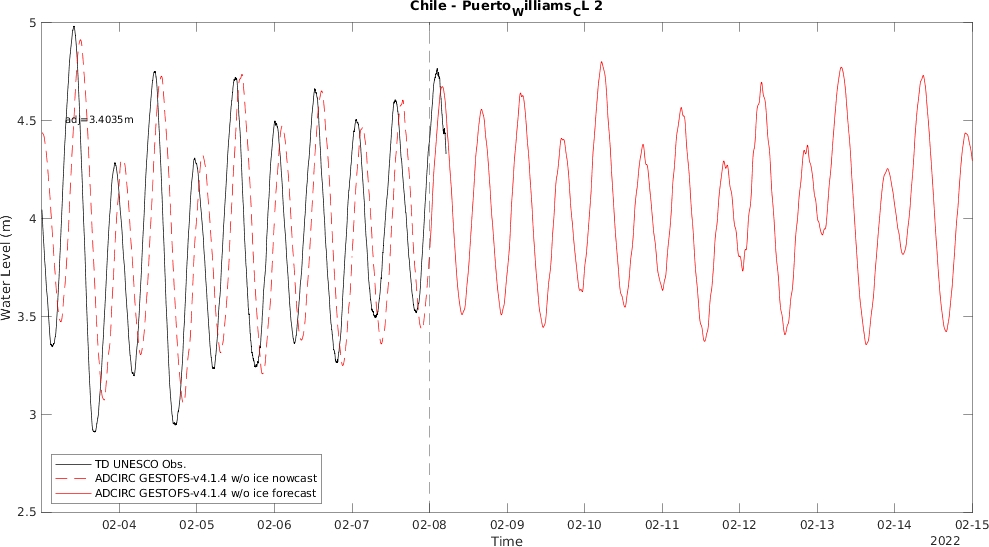 Chile - PuertoWilliamsCL 2
5
4.5
4
3.5
3
2.5
Water Level (m)
adj=3.4035m
TD UNESCO Obs.
ADCIRC GESTOFS-v4.1.4 w/o ice nowcast
ADCIRC GESTOFS-v4.1.4 w/o ice forecast
02-04 02-05 02-06 02-07 02-08 02-09 02-10 02-11 02-12 02-13 02-14 02-15
Time
2022